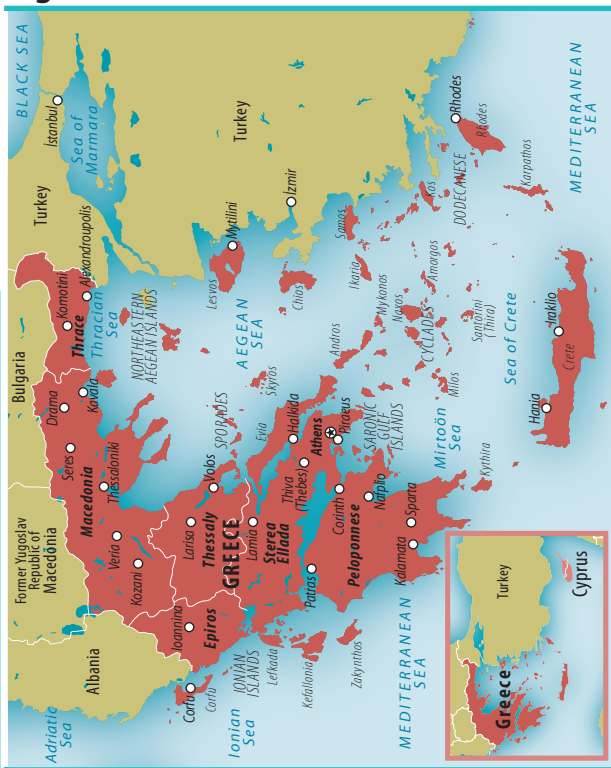 BLACK SEA
İstanbul
Sea of
Marmara
Turkey
Turkey
Bulgaria
Former Yugoslav
Republic of
Macedonia
Albania
Adriatic
Sea
Komotini
Alexandroupolis
Thrace
Thracian
Sea
Drama
Kavala
Seres
Macedonia
Thessaloniki
Veria
Kozani
NORTHEASTERN
AEGEAN ISLANDS
Lesvos
Mytilini
İzmir
AEGEAN
SEA
Chios
Samos
Ikaria
Larisa
Thessaly
Volos
SPORADES
Skyros
GREECE
Ioannina
Epiros
Corfu
Corfu
IONIAN
ISLANDS
Ionian
Sea
Lefkada
Kefallonia
Zakynthos
Lamia
Sterea
Ellada
Evia
Halkida
Thiva
(Thebes)
Athens
Piraeus
SARONIC
GULF
ISLANDS
Andros
Mykonos
Naxos
CYCLADES
Amargos
Santorini
(Thira)
Milos
Kos
DODECANESE
Rhodes
Rhodes
Karpathos
MEDITERRANEAN
SEA
Patras
Corinth
Nafplio
Peloponnese
Sparta
Kalamata
Mirtoön
Sea
Kythira
MEDITERRANEAN
SEA
Sea of Crete
Hania
Iraklio
Crete
Turkey
Greece
Cyprus